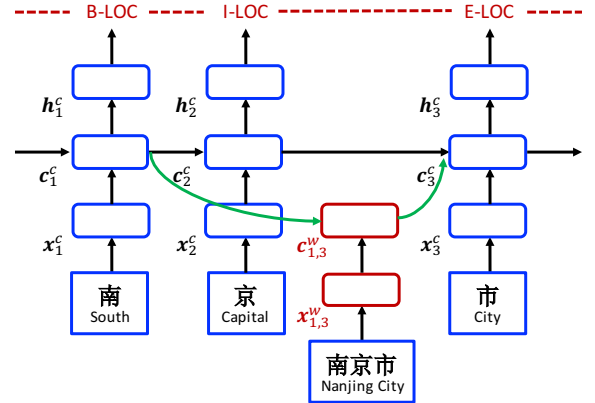 B-LOC I-LOC E-LOC
h_1^c h_2^c h_3^c
c_1^c c_2^c c_3^c
x_1^c x_2^c c_{1,3}^w x_3^c
南 京 市
South Capital x_{1,3}^w City
南京市
Nanjing City